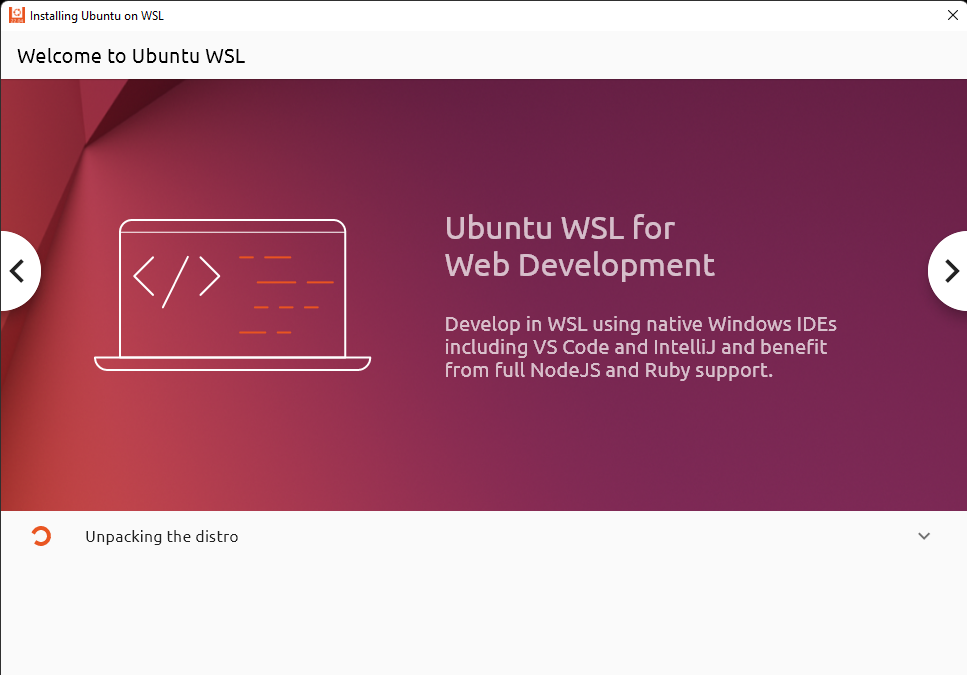 Installing Ubuntu on WSL
Welcome to Ubuntu WSL
Ubuntu WSL for
Web Development
Develop in WSL using native Windows IDEs
including VS Code and IntelliJ and benefit
from full NodeJS and Ruby support.
Unpacking the distro